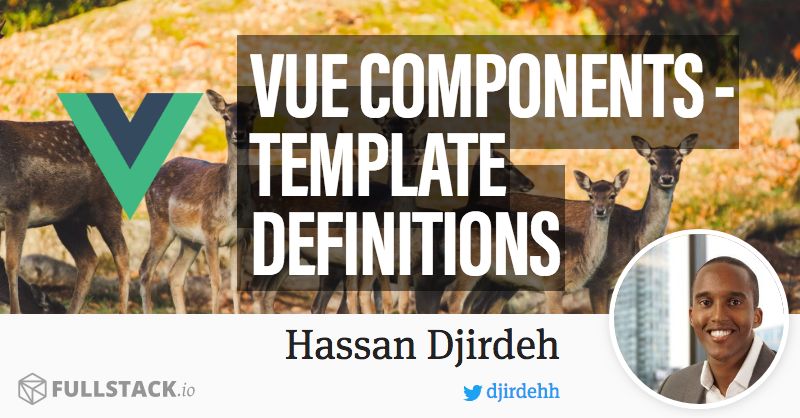 VUE COMPONENTS -
TEMPLATE
DEFINITIONS
Hassan Djirdeh
FULLSTACK.io
djirdehh